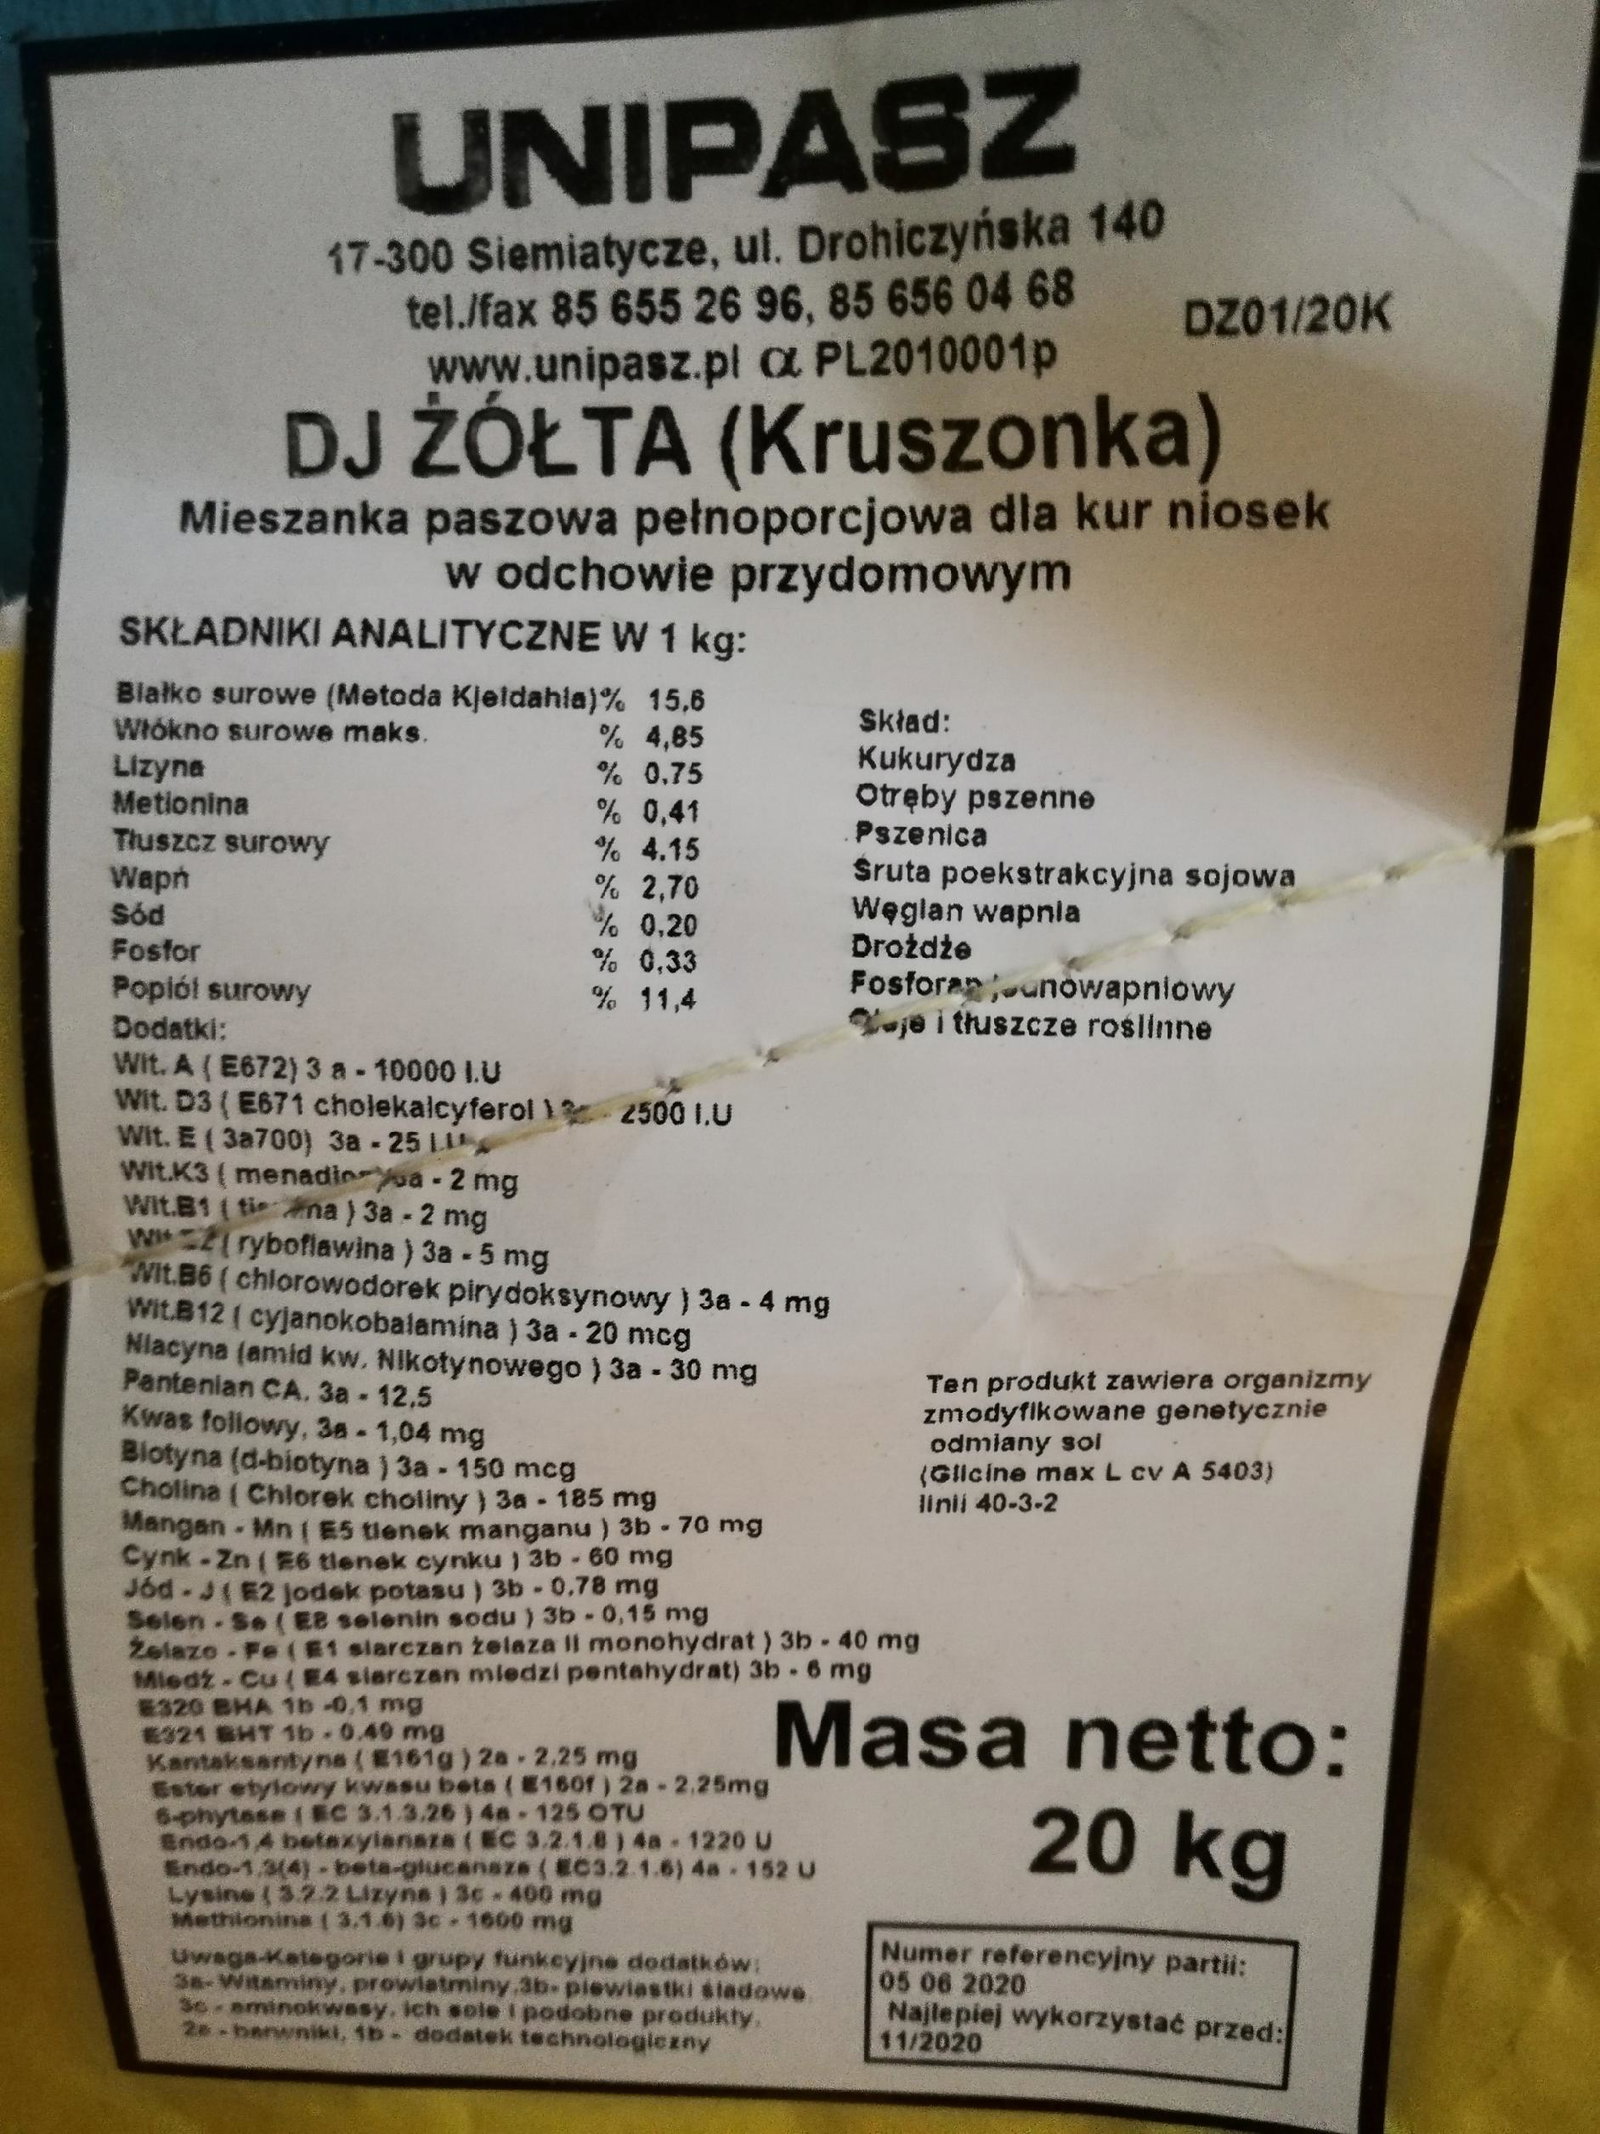 UNIPASZ
17-300 Siemiatycze, ul. Drohiczyńska 140
tel./fax 85 655 26 96, 85 656 04 68
DZ01/20K
www.unipasz.pl α PL2010001p
DJ ŻÓŁTA (Kruszonka)
Mieszanka paszowa pełnoporcjowa dla kur niosek
w odchowie przydomowym
SKŁADNIKI ANALITYCZNE W 1 kg:
Białko surowe (Metoda Kjeldahla)% 15,6
Włókno surowe maks. % 4,85
Lizyna % 0,75
Metionina % 0,41
Tłuszcz surowy % 4.15
Wapń % 2,70
Sód % 0,20
Fosfor % 0,33
Popiół surowy % 11,4
Dodatki:
Wit. A ( E672) 3 a - 10000 I.U
Wit. D3 ( E671 cholekalcyferol ) - 2500 I.U
Wit. E ( 3a700) 3a - 25 I.U
Wit.K3 ( - 2 mg
Wit.B1 ( ) 3a - 2 mg
( ryboflawina ) 3a - 5 mg
Wit.B6 ( chlorowodorek pirydoksynowy ) 3a - 4 mg
Wit.B12 ( cyjanokobalamina ) 3a - 20 mcg
Niacyna (amid kw. Nikotynowego ) 3a - 30 mg
Pantenian CA. 3a - 12,5
Kwas foliowy, 3a - 1,04 mg
Biotyna (d-biotyna ) 3a - 150 mcg
Cholina ( Chlorek choliny ) 3a - 185 mg
Mangan - Mn ( E5 tlenek manganu ) 3b - 70 mg
Cynk - Zn ( E6 tlenek cynku ) 3b - 60 mg
Jód - J ( E2 jodek potasu ) 3b - 0,78 mg
Selen - Se ( E8 selenin sodu ) 3b - 0,15 mg
Żelazo - Fe ( E1 siarczan żelaza II monohydrat ) 3b - 40 mg
Miedź - Cu ( E4 siarczan miedzi pentahydrat) 3b - 6 mg
E320 BHA 1b -0,1 mg
E321 BHT 1b - 0,49 mg
Kantaksantyna ( E161g ) 2a - 2,25 mg
Ester etylowy kwasu beta ( E160f ) 2a - 2,25mg
6-phytase ( EC 3.1.3.26 ) 4a - 125 OTU
Endo-1,4 betaxylanaza ( EC 3.2.1.8 ) 4a - 1220 U
Endo-1,3(4) - beta-glucanaza ( EC3.2.1.6) 4a - 152 U
Lysine ( 3.2.2 Lizyna ) 3c - 400 mg
Methionina ( 3.1.6) 3c - 1600 mg
Uwaga-Kategorie i grupy funkcyjne dodatków:
3a- Witaminy, prowiatminy,3b- piewiastki śladowe
3c - aminokwasy, ich sole i podobne produkty,
2a - barwniki, 1b - dodatek technologiczny
Skład:
Kukurydza
Otręby pszenne
Pszenica
Śruta poekstrakcyjna sojowa
Węglan wapnia
Drożdże
Fosforan jednowapniowy
Oleje i tłuszcze roślinne
Ten produkt zawiera organizmy
zmodyfikowane genetycznie
odmiany soi
(Glicine max L cv A 5403)
linii 40-3-2
Masa netto:
20 kg
Numer referencyjny partii:
05 06 2020
Najlepiej wykorzystać przed:
11/2020